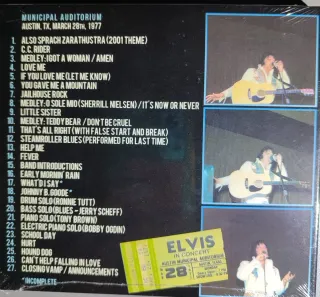 MUNICIPAL AUDITORIUM
AUSTIN, TX, MARCH 28TH, 1977
1. ALSO SPRACH ZARATHUSTRA (2001 THEME)
2. C.C. RIDER
3. MEDLEY: I GOT A WOMAN / AMEN
4. LOVE ME
5. IF YOU LOVE ME (LET ME KNOW)
6. YOU GAVE ME A MOUNTAIN
7. JAILHOUSE ROCK
8. MEDLEY: O SOLE MIO (SHERRILL NIELSEN) / IT'S NOW OR NEVER
9. LITTLE SISTER
10. MEDLEY: TEDDY BEAR / DON'T BE CRUEL
11. THAT'S ALL RIGHT (WITH FALSE START AND BREAK)
12. STEAMROLLER BLUES (PERFORMED FOR LAST TIME)
13. HELP ME
14. FEVER
15. BAND INTRODUCTIONS
16. EARLY MORNIN' RAIN
17. WHAT'D I SAY *
18. JOHNNY B. GOODE *
19. DRUM SOLO (RONNIE TUTT)
20. BASS SOLO (BLUES - JERRY SCHEFF)
21. PIANO SOLO (TONY BROWN)
22. ELECTRIC PIANO SOLO (BOBBY OGDIN)
23. SCHOOL DAY
24. HURT
25. HOUND DOG
26. CAN'T HELP FALLING IN LOVE
27. CLOSING VAMP / ANNOUNCEMENTS
*INCOMPLETE
ELVIS
IN CONCERT
AUSTIN MUNICIPAL AUDITORIUM
28